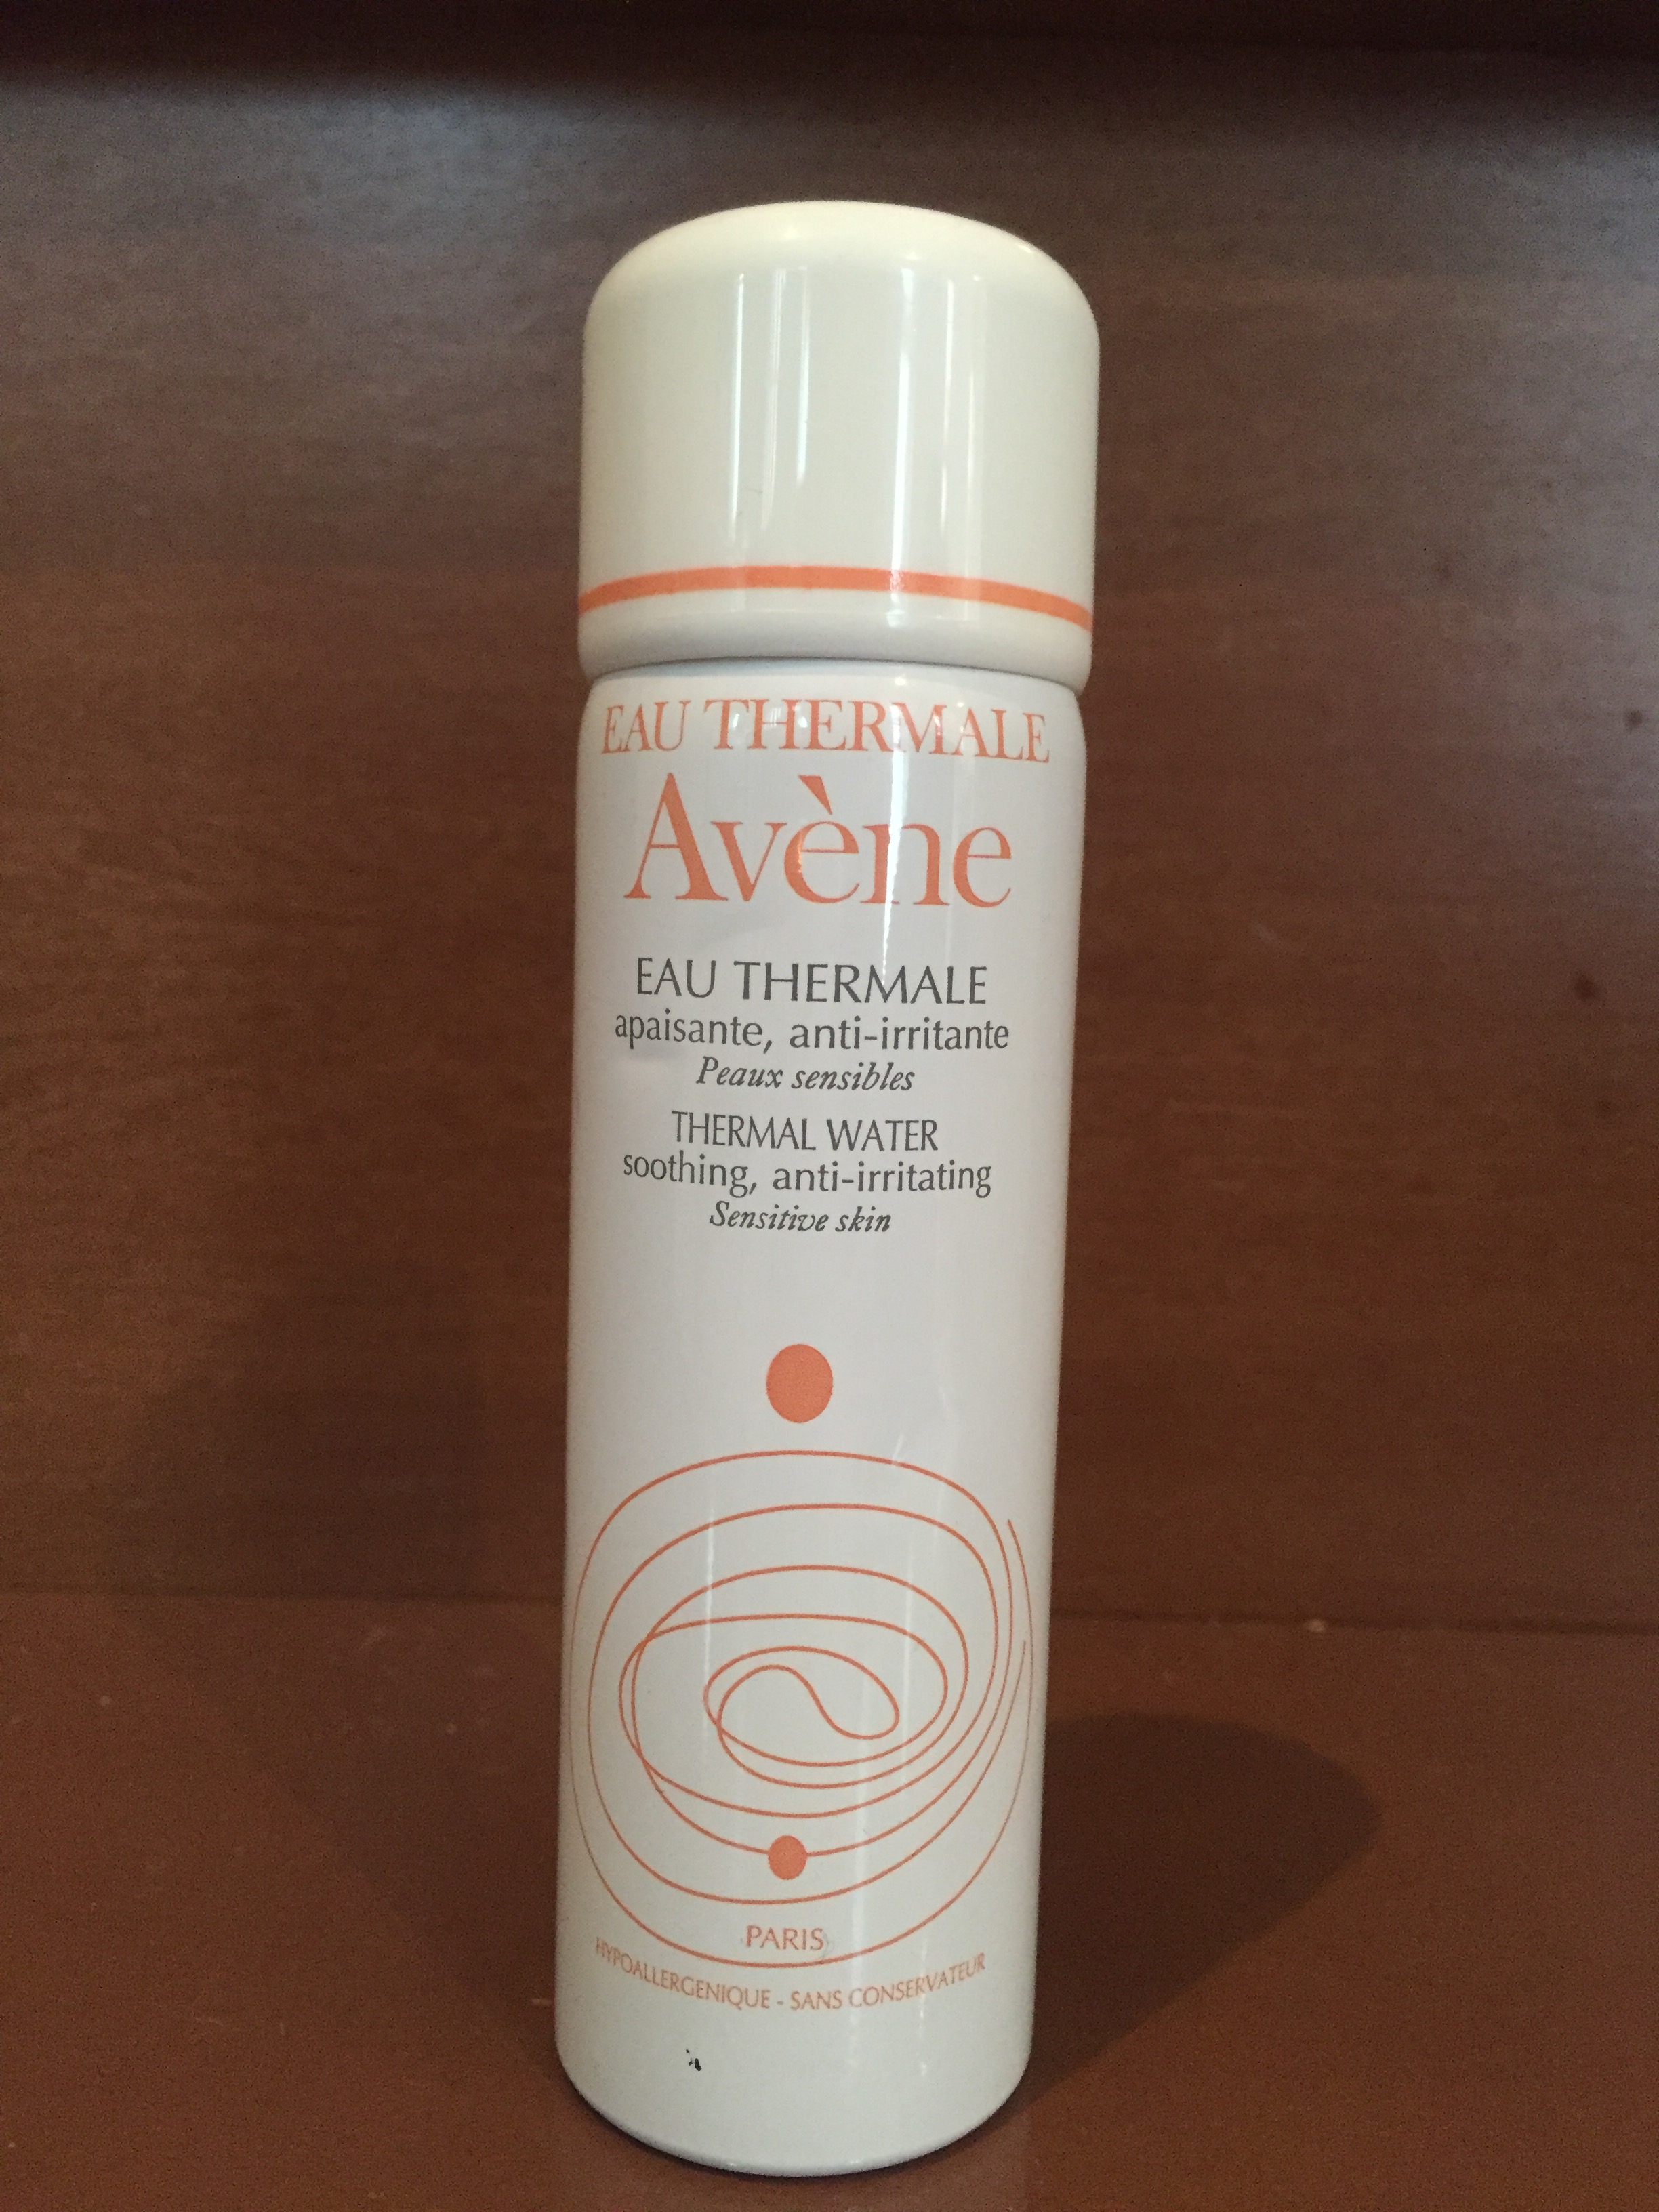 EAU THERMALE
Avène
EAU THERMALE
apaisante, anti-irritante
Peaux sensibles
THERMAL WATER
soothing, anti-irritating
Sensitive skin
PARIS
HYPOALLERGENIQUE - SANS CONSERVATEUR